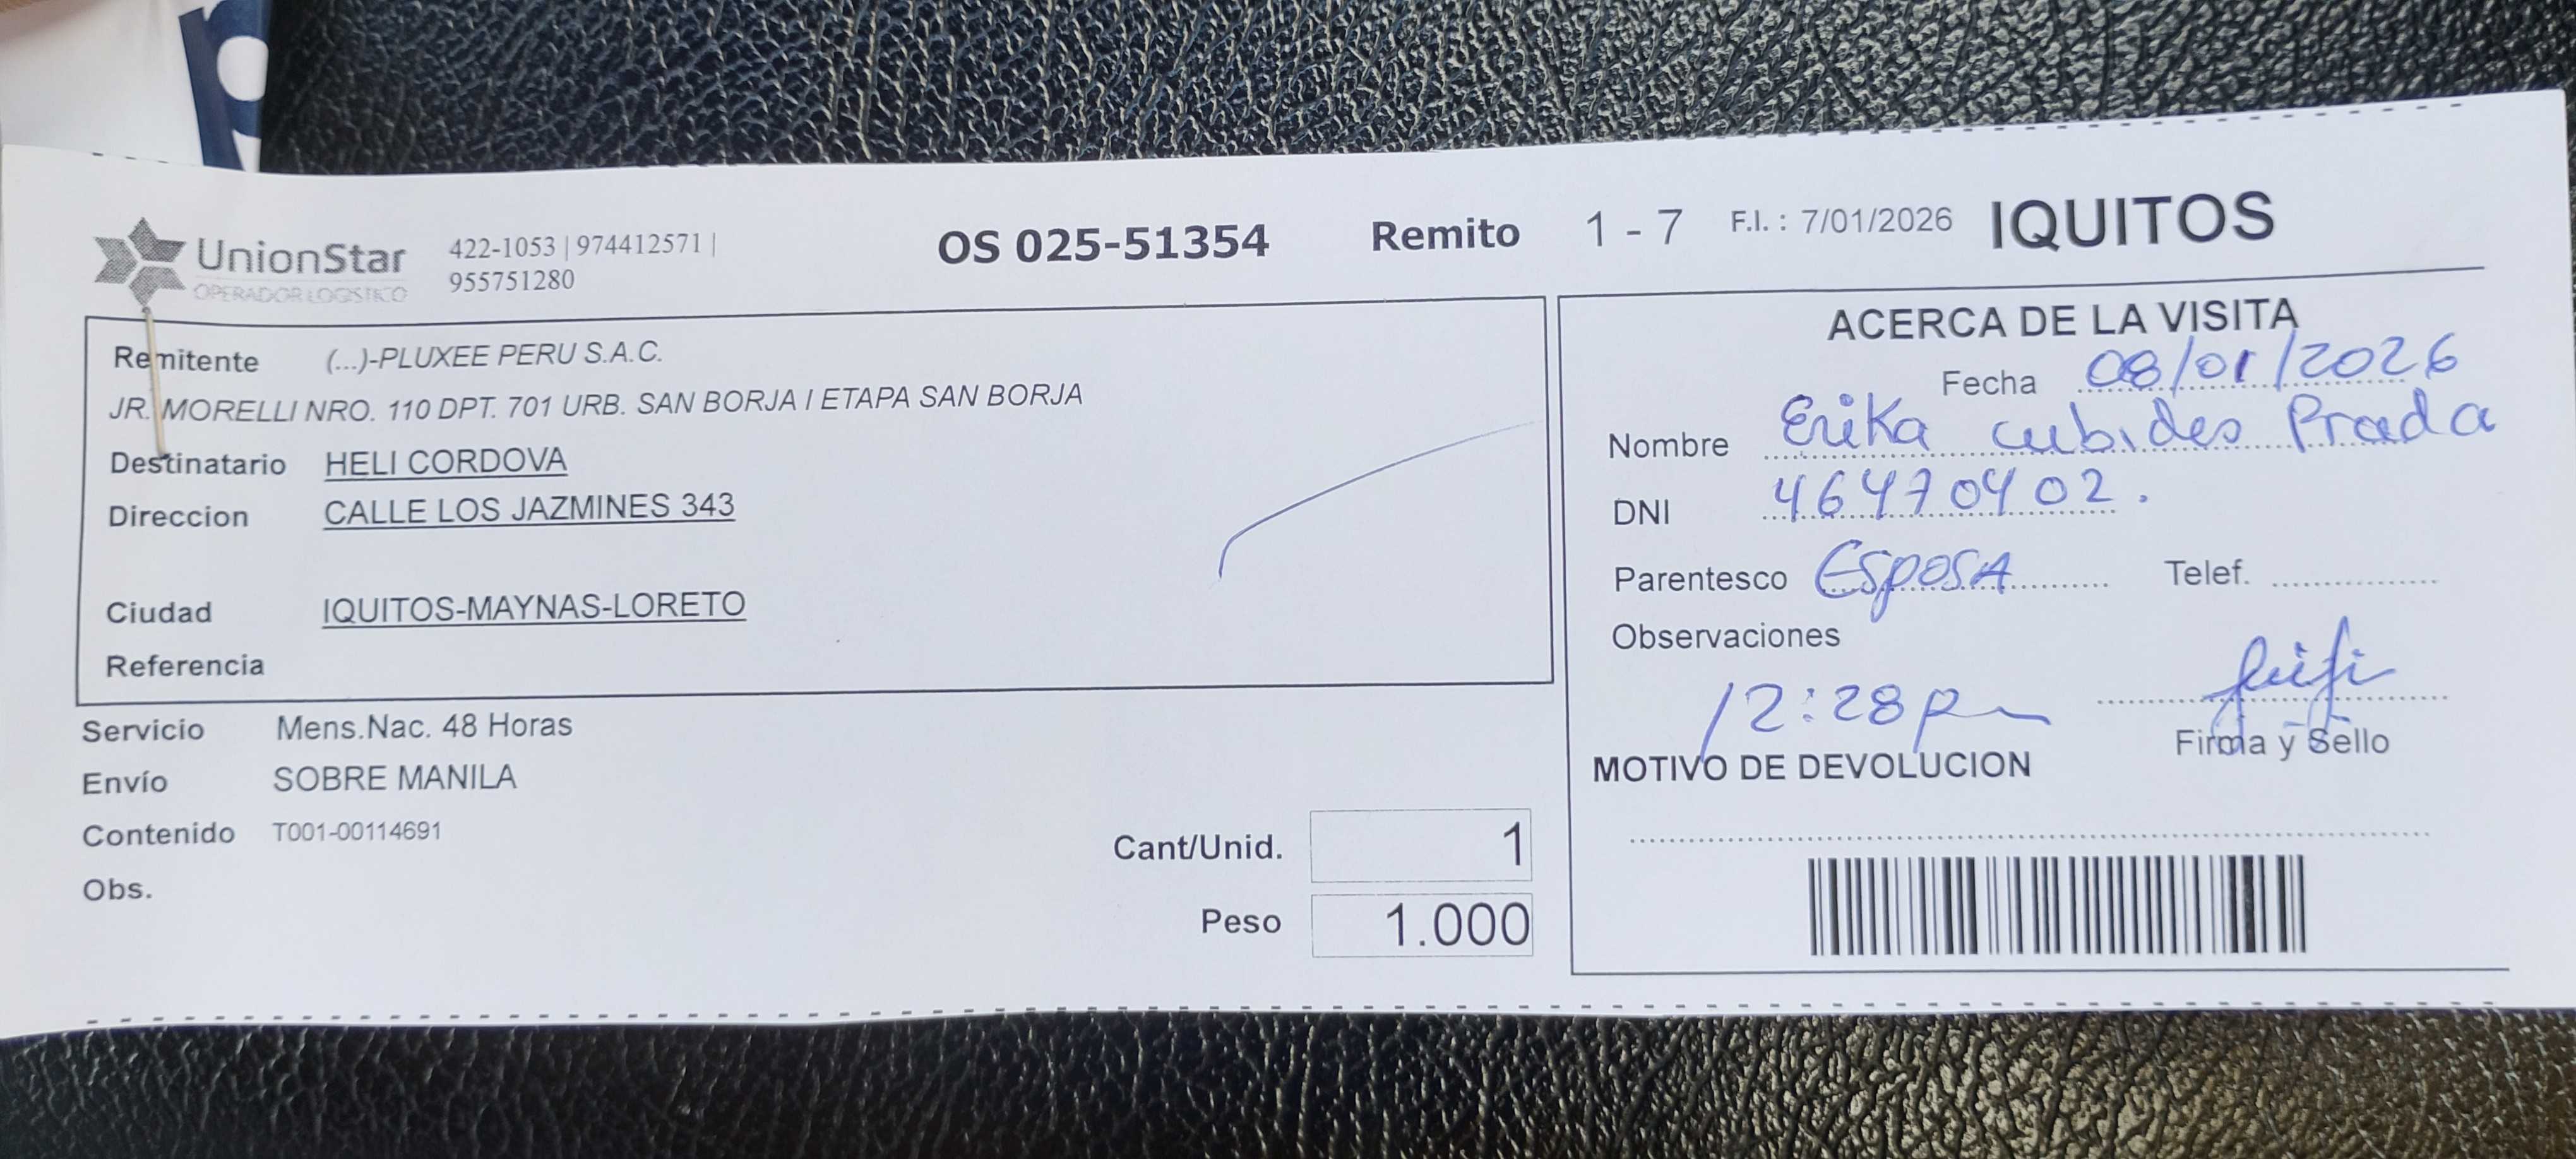 UnionStar
OPERADOR LOGISTICO
422-1053 | 974412571 |
955751280
OS 025-51354 Remito 1 - 7 F.I. : 7/01/2026 IQUITOS
Remitente (...)-PLUXEE PERU S.A.C.
JR. MORELLI NRO. 110 DPT. 701 URB. SAN BORJA I ETAPA SAN BORJA
Destinatario HELI CORDOVA
Direccion CALLE LOS JAZMINES 343
Ciudad IQUITOS-MAYNAS-LORETO
Referencia
Servicio Mens.Nac. 48 Horas
Envío SOBRE MANILA
Contenido T001-00114691
Obs.
Cant/Unid. 1
Peso 1.000
ACERCA DE LA VISITA
Fecha 08/01/2026
Nombre Erika cubides Prada
DNI 46470402.
Parentesco ESPOSA Telef.
Observaciones
12:28 p
Firma y Sello
MOTIVO DE DEVOLUCION